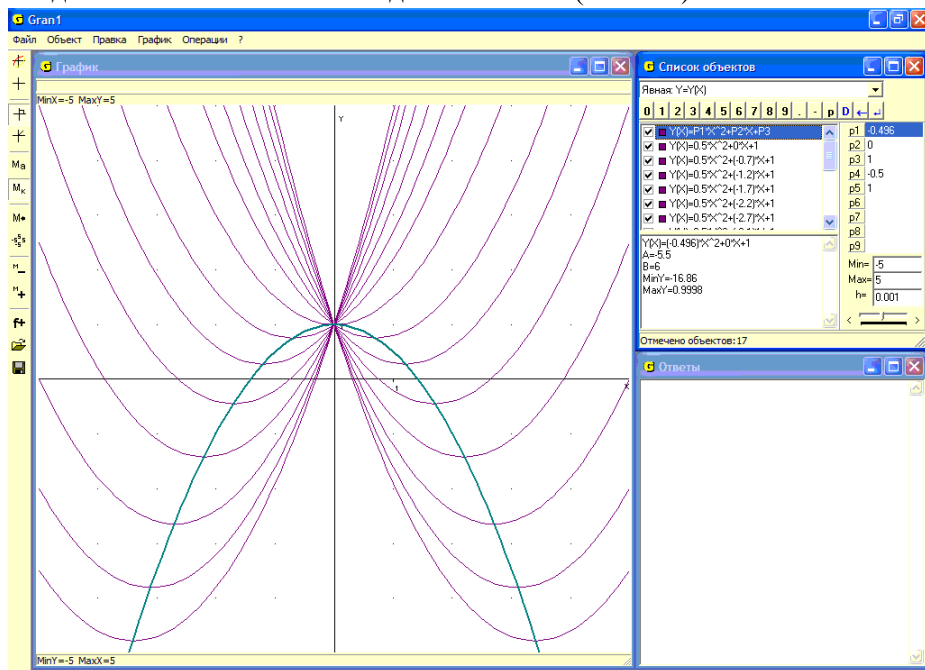 Gran1
Файл Объект Правка График Операции ?
График
MinX=-5 MaxY=5
Y
1
X
MinY=-5 MaxX=5
Ma
Mк
M
M
M
f+
Список объектов
Явная: Y=Y(X)
0 1 2 3 4 5 6 7 8 9 . - p D
Y(X)=P1*X^2+P2*X+P3
Y(X)=0.5*X^2+0*X+1
Y(X)=0.5*X^2+(-0.7)*X+1
Y(X)=0.5*X^2+(-1.2)*X+1
Y(X)=0.5*X^2+(-1.7)*X+1
Y(X)=0.5*X^2+(-2.2)*X+1
Y(X)=0.5*X^2+(-2.7)*X+1
p1 -0.496
p2 0
p3 1
p4 -0.5
p5 1
p6
p7
p8
p9
Y(X)=(-0.496)*X^2+0*X+1
A=-5.5
B=6
MinY=-16.86
MaxY=0.9998
Min= -5
Max= 5
h= 0.001
< >
Отмечено объектов:17
Ответы